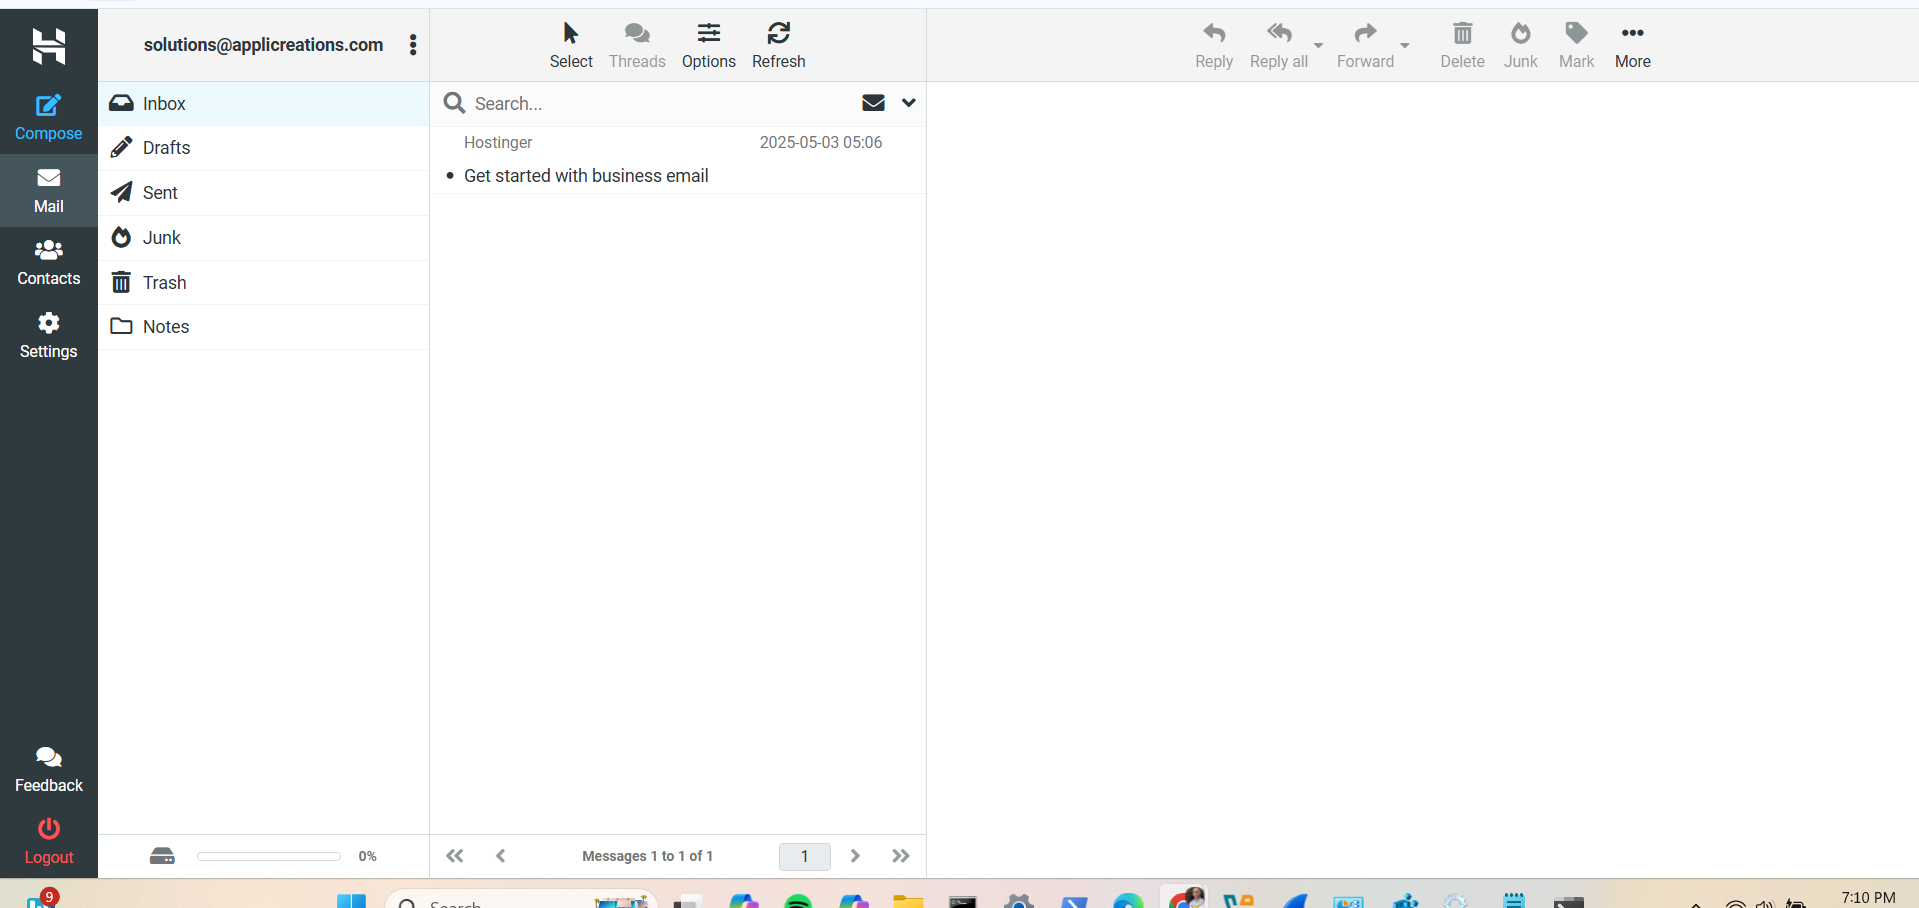 solutions@applicreations.com
Compose
Mail
Contacts
Settings
Feedback
Logout
Inbox
Drafts
Sent
Junk
Trash
Notes
0%
Select
Threads
Options
Refresh
Search...
Hostinger 2025-05-03 05:06
• Get started with business email
Messages 1 to 1 of 1
1
Reply
Reply all
Forward
Delete
Junk
Mark
More
9
Search
7:10 PM